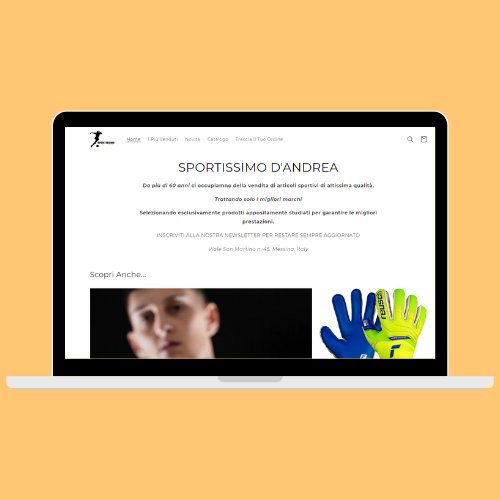 Home I Più Venduti Novità Catalogo Traccia Il Tuo Ordine
SPORTISSIMO D'ANDREA
Da più di 60 anni ci occupiamo della vendita di articoli sportivi di altissima qualità.
Trattando solo i migliori marchi
Selezionando esclusivamente prodotti appositamente studiati per garantire le migliori
prestazioni.
INSCRIVITI ALLA NOSTRA NEWSLETTER PER RESTARE SEMPRE AGGIORNATO
Viale San Martino n. 45, Messina, Italy
Scopri Anche...
reusch